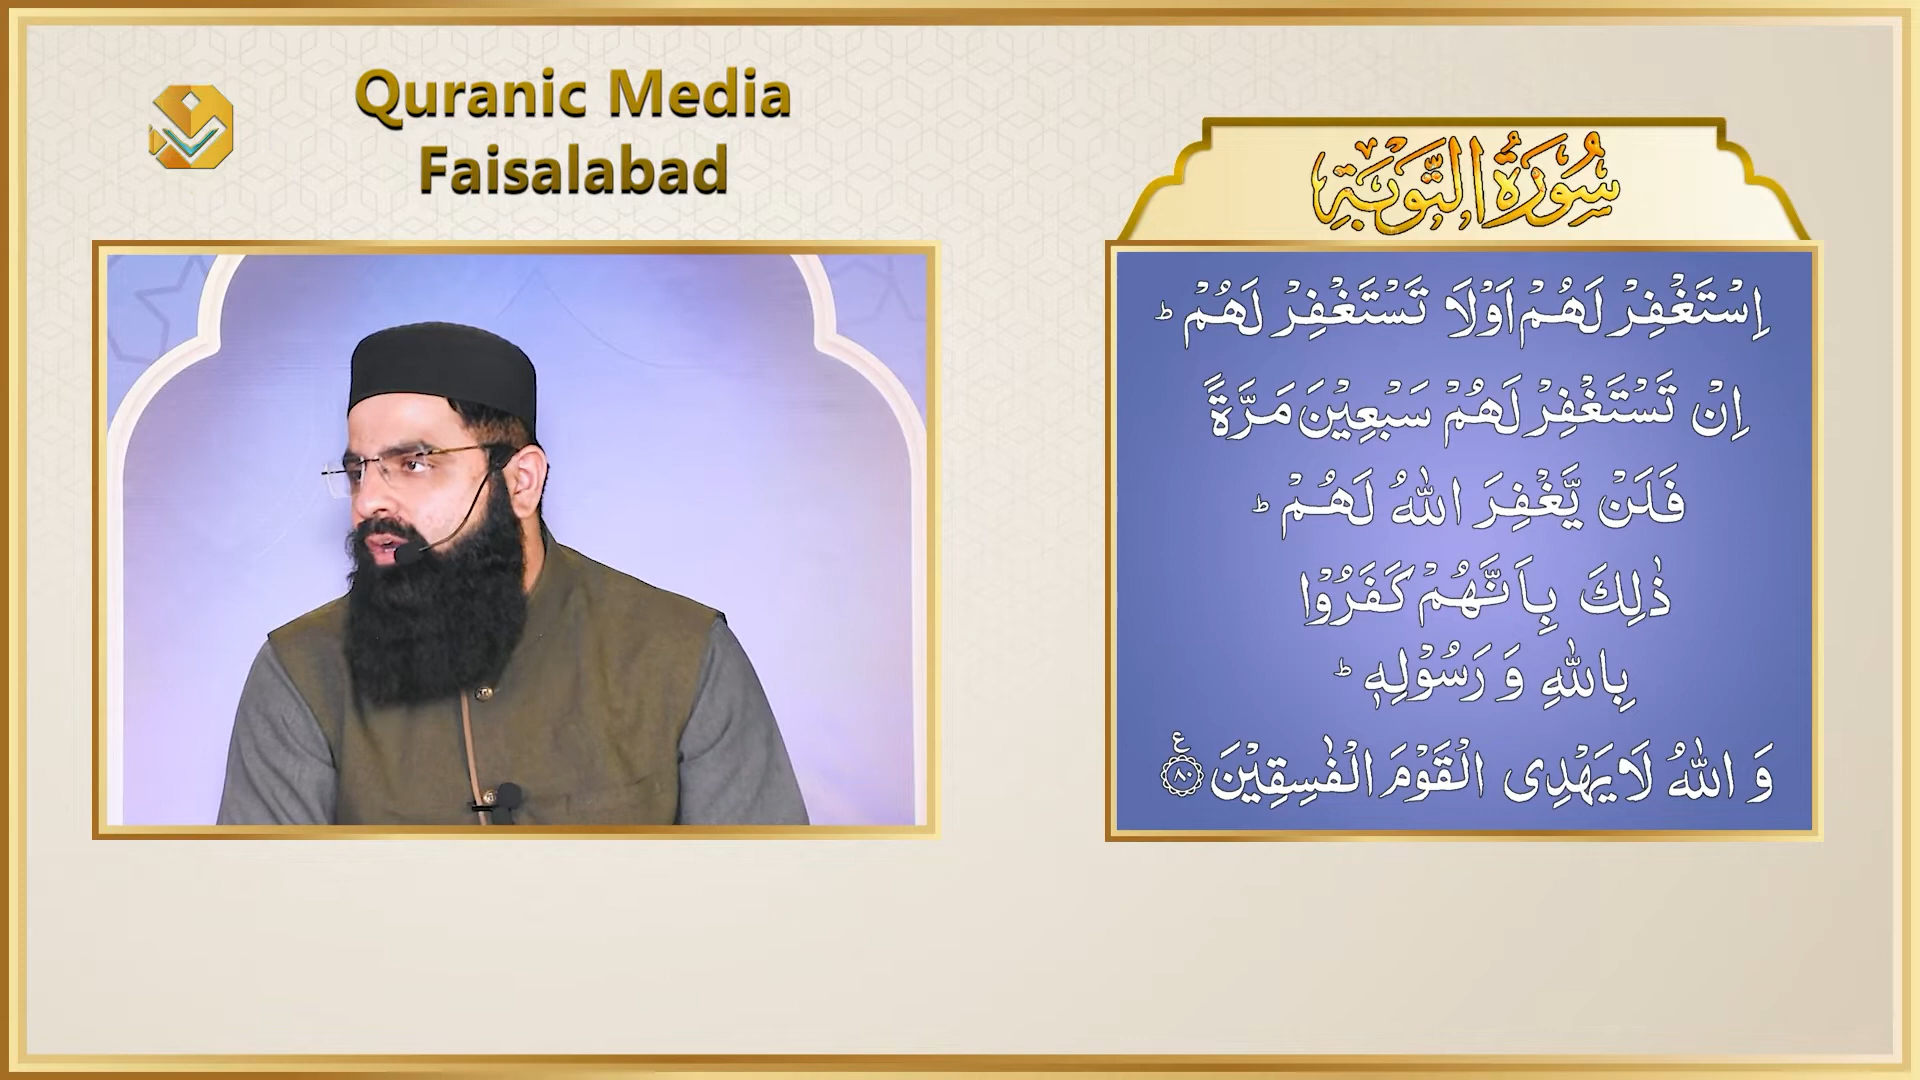 Quranic Media
Faisalabad
سُوْرَةُ التَّوْبَةِ
اِسْتَغْفِرْ لَهُمْ اَوْلَا تَسْتَغْفِرْ لَهُمْ ؕ
اِنْ تَسْتَغْفِرْ لَهُمْ سَبْعِیْنَ مَرَّةً
فَلَنْ یَّغْفِرَ اللّٰهُ لَهُمْ ؕ
ذٰلِكَ بِاَنَّهُمْ كَفَرُوْا
بِاللّٰهِ وَ رَسُوْلِهٖ ؕ
وَ اللّٰهُ لَا یَهْدِی الْقَوْمَ الْفٰسِقِیْنَ ۠﴿۸۰﴾